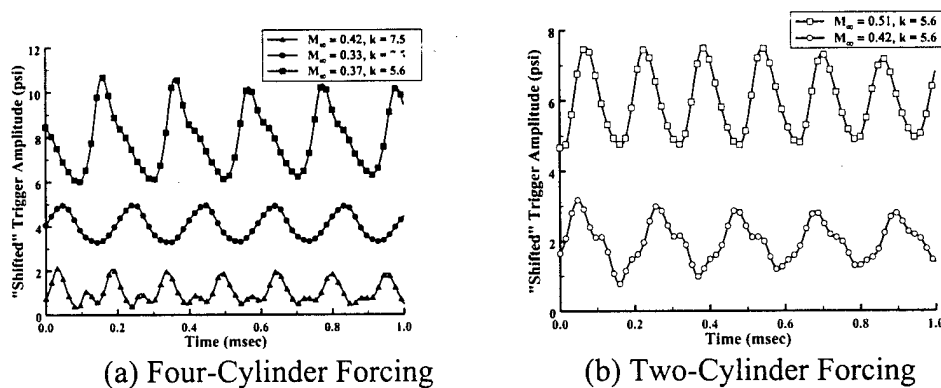 M∞ = 0.42, k = 7.5
M∞ = 0.33, k =
M∞ = 0.37, k = 5.6
"Shifted" Trigger Amplitude (psi)
12
10
8
6
4
2
0
0.0 0.2 0.4 0.6 0.8 1.0
Time (msec)
(a) Four-Cylinder Forcing
M∞ = 0.51, k = 5.6
M∞ = 0.42, k = 5.6
"Shifted" Trigger Amplitude (psi)
8
6
4
2
0
0.0 0.2 0.4 0.6 0.8 1.0
Time (msec)
(b) Two-Cylinder Forcing